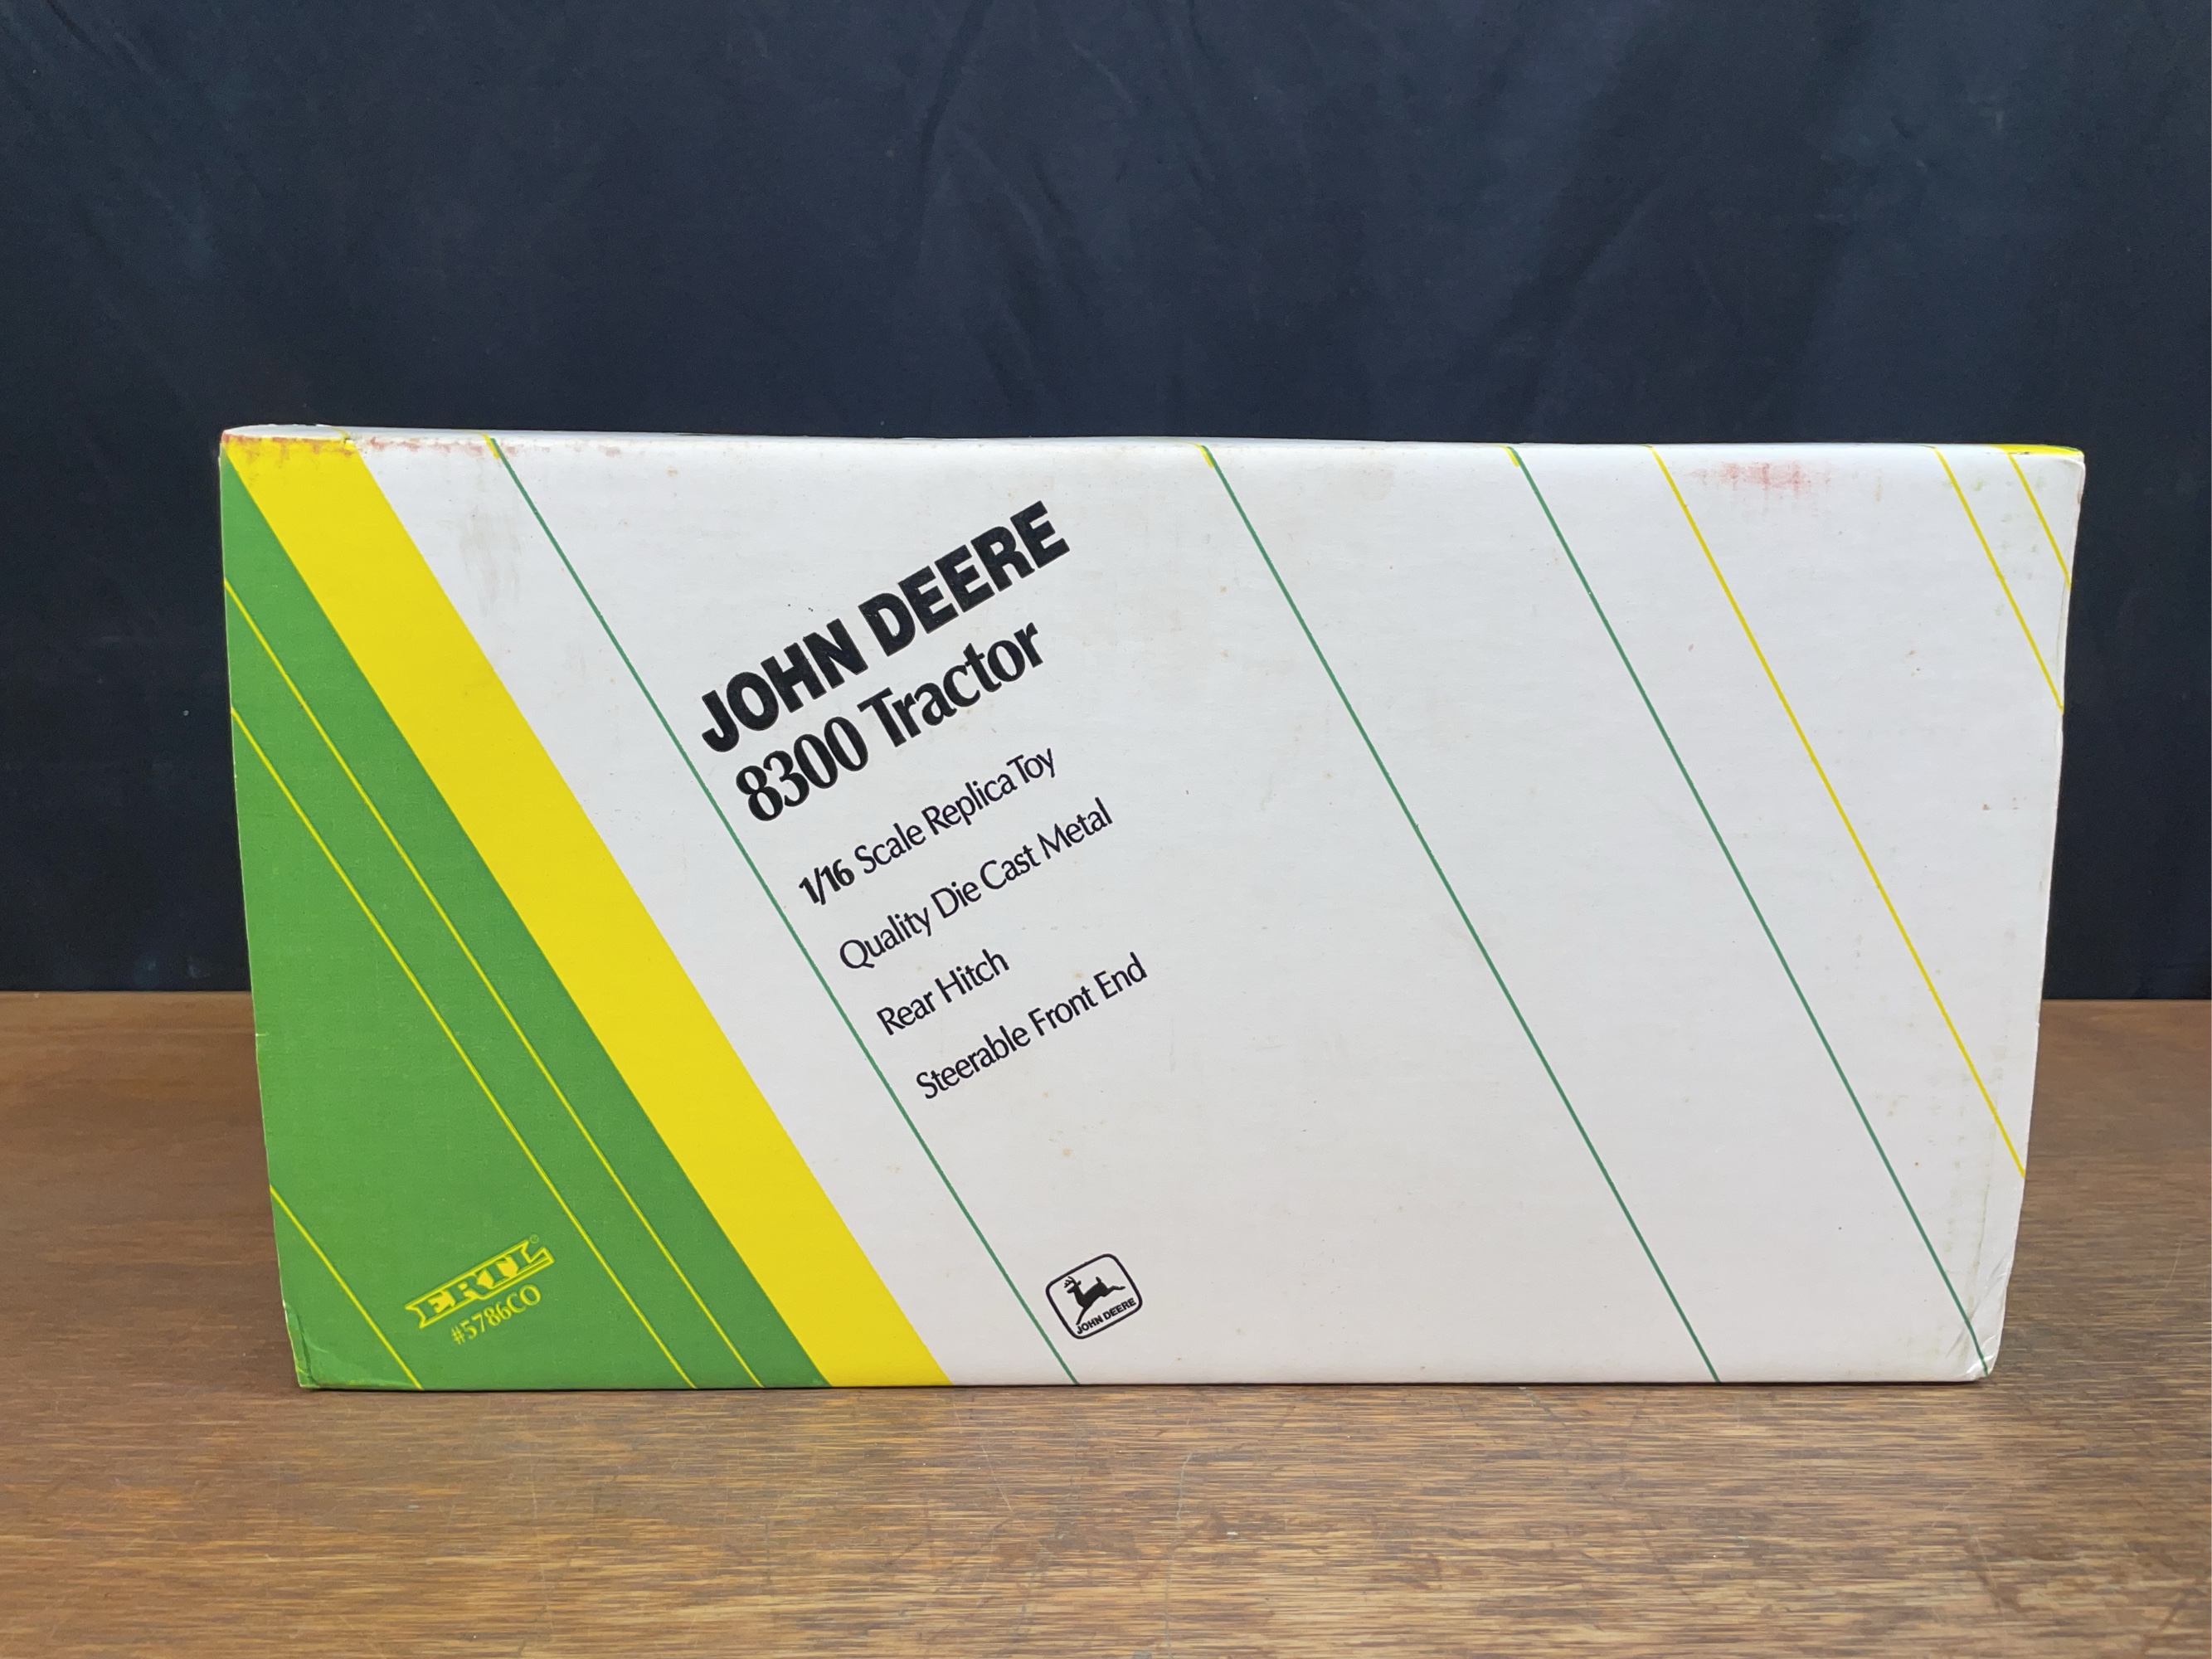 JOHN DEERE
8300 Tractor
1/16 Scale Replica Toy
Quality Die Cast Metal
Rear Hitch
Steerable Front End
ERTL®
#5786CO
JOHN DEERE